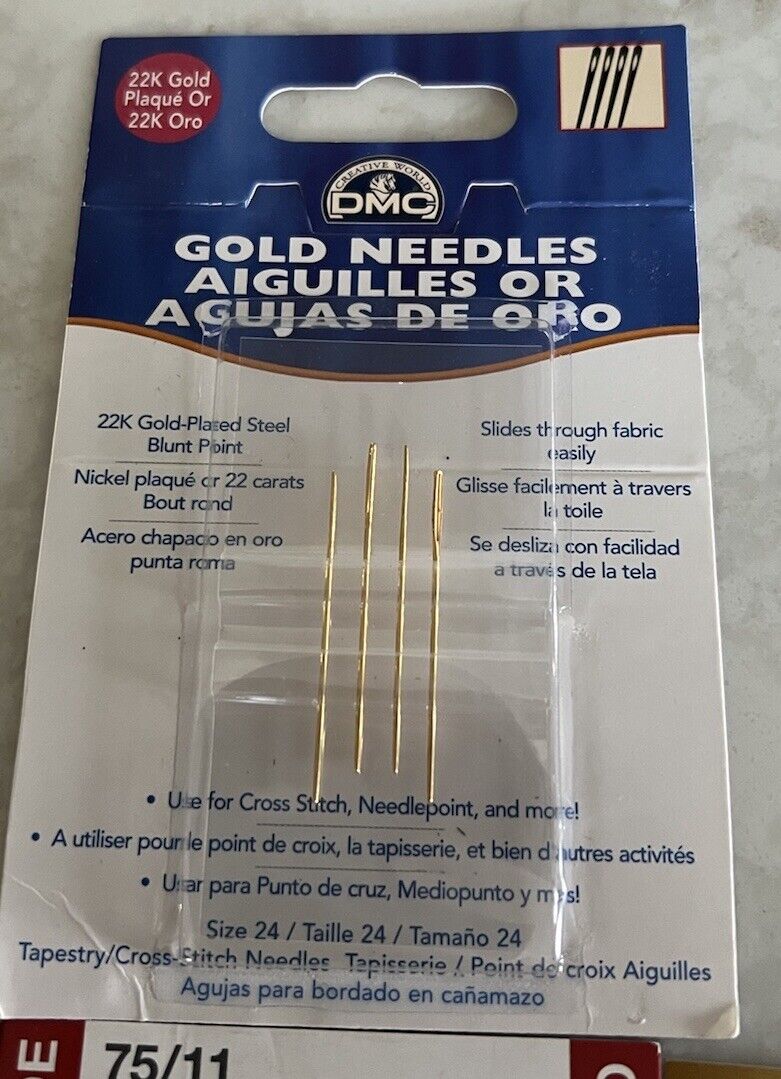 22K Gold
Plaqué Or
22K Oro
CREATIVE WORLD
DMC
GOLD NEEDLES
AIGUILLES OR
AGUJAS DE ORO
22K Gold-Plated Steel
Blunt Point
Nickel plaqué or 22 carats
Bout rond
Acero chapado en oro
punta roma
Slides through fabric
easily
Glisse facilement à travers
la toile
Se desliza con facilidad
a través de la tela
• Use for Cross Stitch, Needlepoint, and more!
• A utiliser pour le point de croix, la tapisserie, et bien d'autres activités
• Usar para Punto de cruz, Mediopunto y mas!
Size 24 / Taille 24 / Tamaño 24
Tapestry/Cross-Stitch Needles Tapisserie / Point de croix Aiguilles
Agujas para bordado en cañamazo
75/11